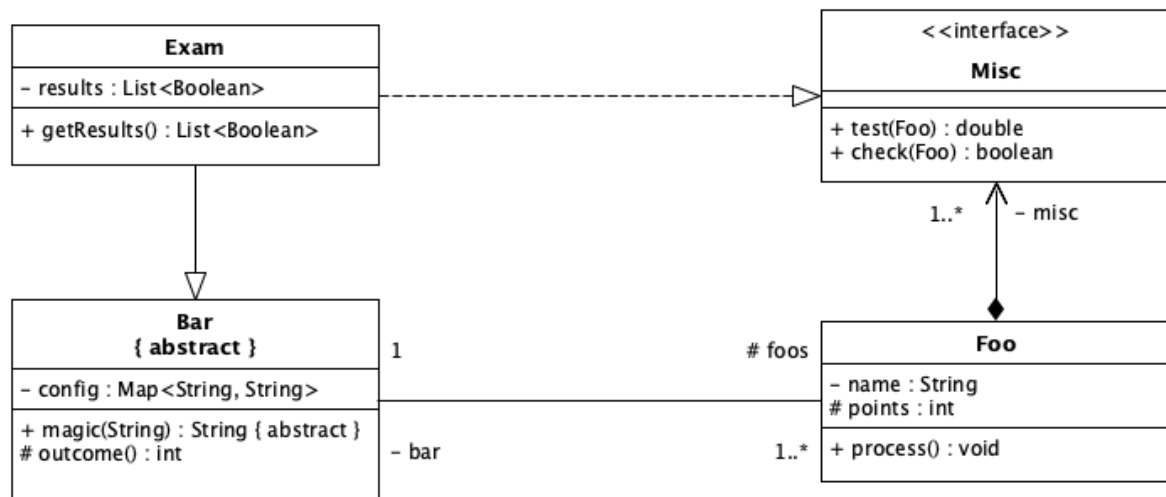 Exam
- results : List<Boolean>
+ getResults() : List<Boolean>
<<interface>>
Misc
+ test(Foo) : double
+ check(Foo) : boolean
1..*
- misc
Bar
{ abstract }
- config : Map<String, String>
+ magic(String) : String { abstract }
# outcome() : int
1
# foos
- bar
1..*
Foo
- name : String
# points : int
+ process() : void